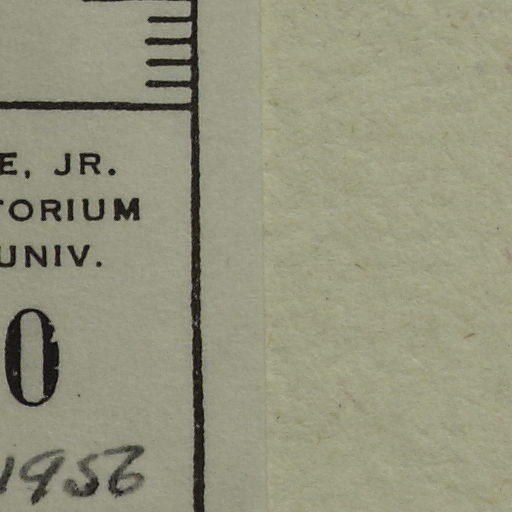 E, JR.
TORIUM
UNIV.
0
1956